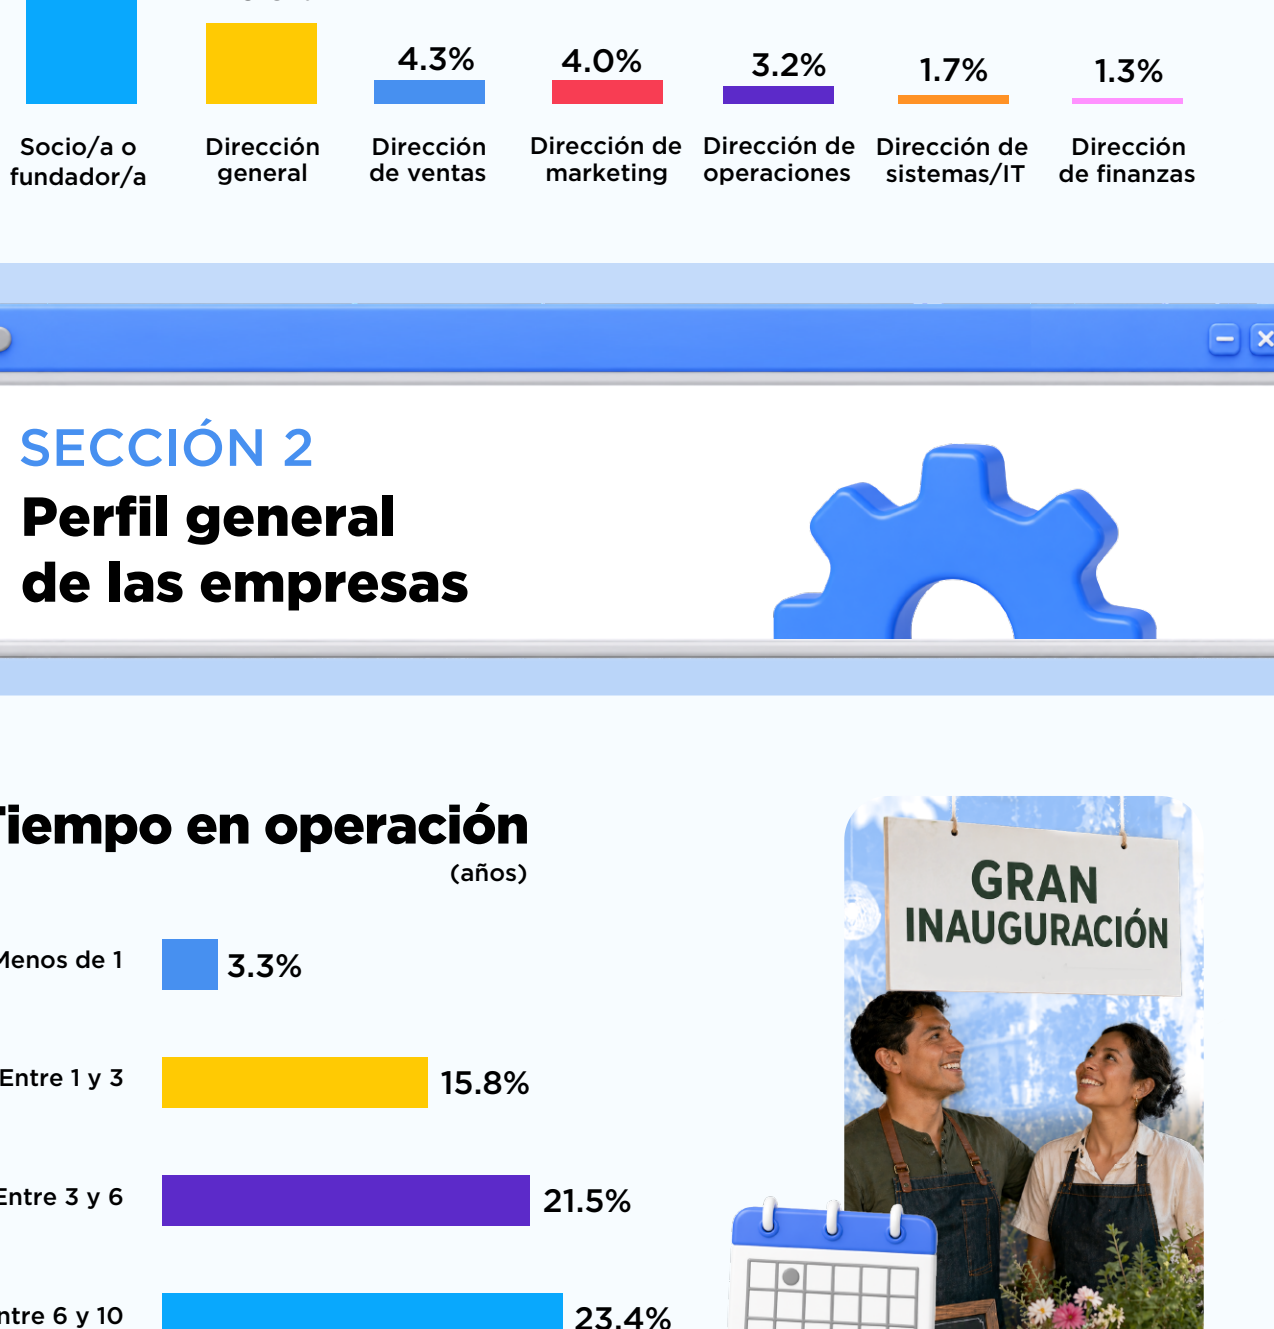 4.3%
4.0%
3.2%
1.7%
1.3%
Socio/a o
fundador/a
Dirección
general
Dirección
de ventas
Dirección de
marketing
Dirección de
operaciones
Dirección de
sistemas/IT
Dirección
de finanzas
SECCIÓN 2
Perfil general
de las empresas
Tiempo en operación
(años)
Menos de 1
3.3%
Entre 1 y 3
15.8%
Entre 3 y 6
21.5%
Entre 6 y 10
23.4%
GRAN
INAUGURACIÓN